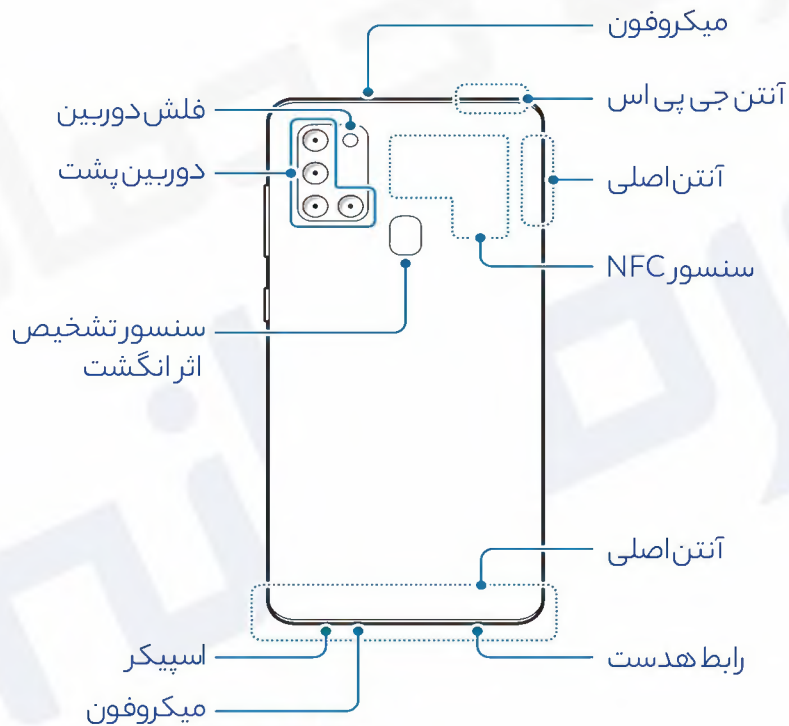 میکروفون
آنتن جی پی اس
فلش دوربین
دوربین پشت
آنتن اصلی
سنسور NFC
سنسور تشخیص
اثر انگشت
آنتن اصلی
اسپیکر
رابط هدست
میکروفون